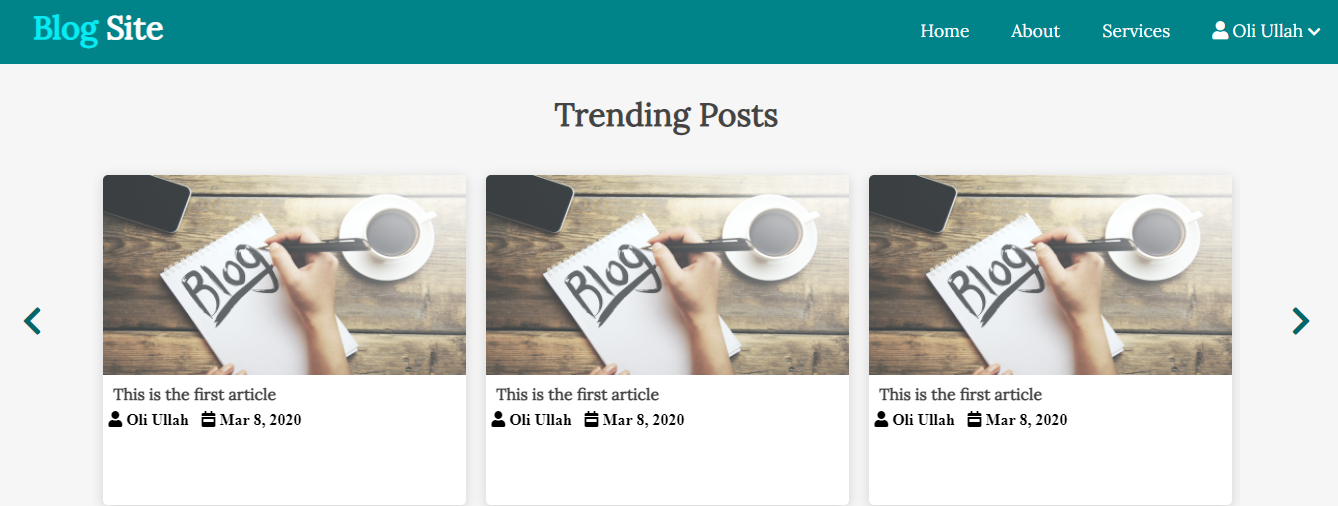 Blog Site
Home About Services Oli Ullah
Trending Posts
Blog
Blog
Blog
This is the first article
Oli Ullah Mar 8, 2020
This is the first article
Oli Ullah Mar 8, 2020
This is the first article
Oli Ullah Mar 8, 2020